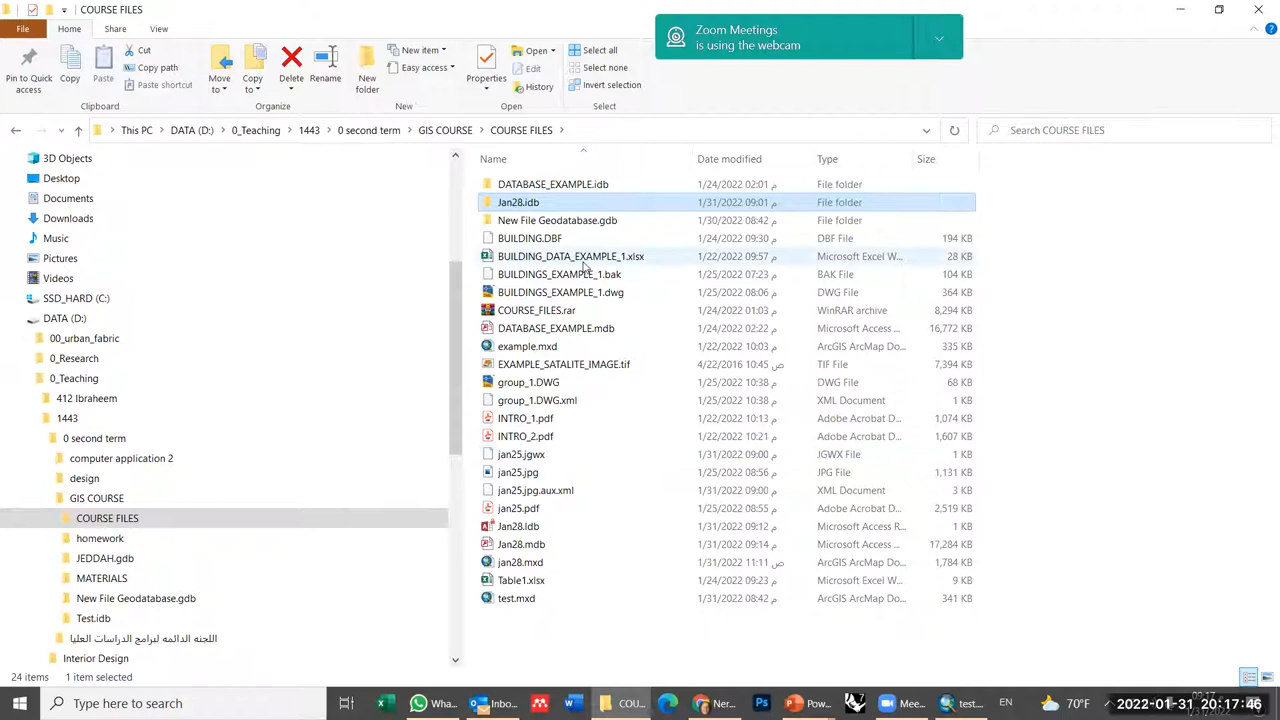 COURSE FILES
File
Home
Share
View
Zoom Meetings
is using the webcam
Pin to Quick
access
Copy
Paste
Cut
Copy path
Paste shortcut
Clipboard
Move
to
Copy
to
Delete
Rename
Organize
New
folder
New item
Easy access
New
Properties
Open
Edit
History
Open
Select all
Select none
Invert selection
Select
This PC
DATA (D:)
0_Teaching
1443
0 second term
GIS COURSE
COURSE FILES
Search COURSE FILES
3D Objects
Desktop
Documents
Downloads
Music
Pictures
Videos
SSD_HARD (C:)
DATA (D:)
00_urban_fabric
0_Research
0_Teaching
412 Ibraheem
1443
0 second term
computer application 2
design
GIS COURSE
COURSE FILES
homework
JEDDAH.gdb
MATERIALS
New File Geodatabase.gdb
Test.idb
اللجنه الدائمه لبرامج الدراسات العليا
Interior Design
Name Date modified Type Size
DATABASE_EXAMPLE.idb 1/24/2022 02:01 م File folder
Jan28.idb 1/31/2022 09:01 م File folder
New File Geodatabase.gdb 1/30/2022 08:42 م File folder
BUILDING.DBF 1/24/2022 09:30 م DBF File 194 KB
BUILDING_DATA_EXAMPLE_1.xlsx 1/22/2022 09:57 م Microsoft Excel W... 28 KB
BUILDINGS_EXAMPLE_1.bak 1/25/2022 07:23 م BAK File 104 KB
BUILDINGS_EXAMPLE_1.dwg 1/25/2022 08:06 م DWG File 364 KB
COURSE_FILES.rar 1/24/2022 01:03 م WinRAR archive 8,294 KB
DATABASE_EXAMPLE.mdb 1/24/2022 02:22 م Microsoft Access ... 16,772 KB
example.mxd 1/22/2022 10:03 م ArcGIS ArcMap Do... 335 KB
EXAMPLE_SATALITE_IMAGE.tif 4/22/2016 10:45 ص TIF File 7,394 KB
group_1.DWG 1/25/2022 10:38 م DWG File 68 KB
group_1.DWG.xml 1/25/2022 10:38 م XML Document 1 KB
INTRO_1.pdf 1/22/2022 10:13 م Adobe Acrobat D... 1,074 KB
INTRO_2.pdf 1/22/2022 10:21 م Adobe Acrobat D... 1,607 KB
jan25.jgwx 1/31/2022 09:00 م JGWX File 1 KB
jan25.jpg 1/25/2022 08:56 م JPG File 1,131 KB
jan25.jpg.aux.xml 1/31/2022 09:00 م XML Document 3 KB
jan25.pdf 1/25/2022 08:55 م Adobe Acrobat D... 2,519 KB
Jan28.ldb 1/31/2022 09:12 م Microsoft Access R...
Jan28.mdb 1/31/2022 09:14 م Microsoft Access ... 17,284 KB
jan28.mxd 1/31/2022 11:11 ص ArcGIS ArcMap Do... 1,784 KB
Table1.xlsx 1/24/2022 09:23 م Microsoft Excel W... 9 KB
test.mxd 1/31/2022 08:42 م ArcGIS ArcMap Do... 341 KB
24 items 1 item selected
Type here to search
Wha...
Inbo...
COU...
Ner...
Pow...
Mee...
test...
EN
70°F
2022-01-31 20:17:46